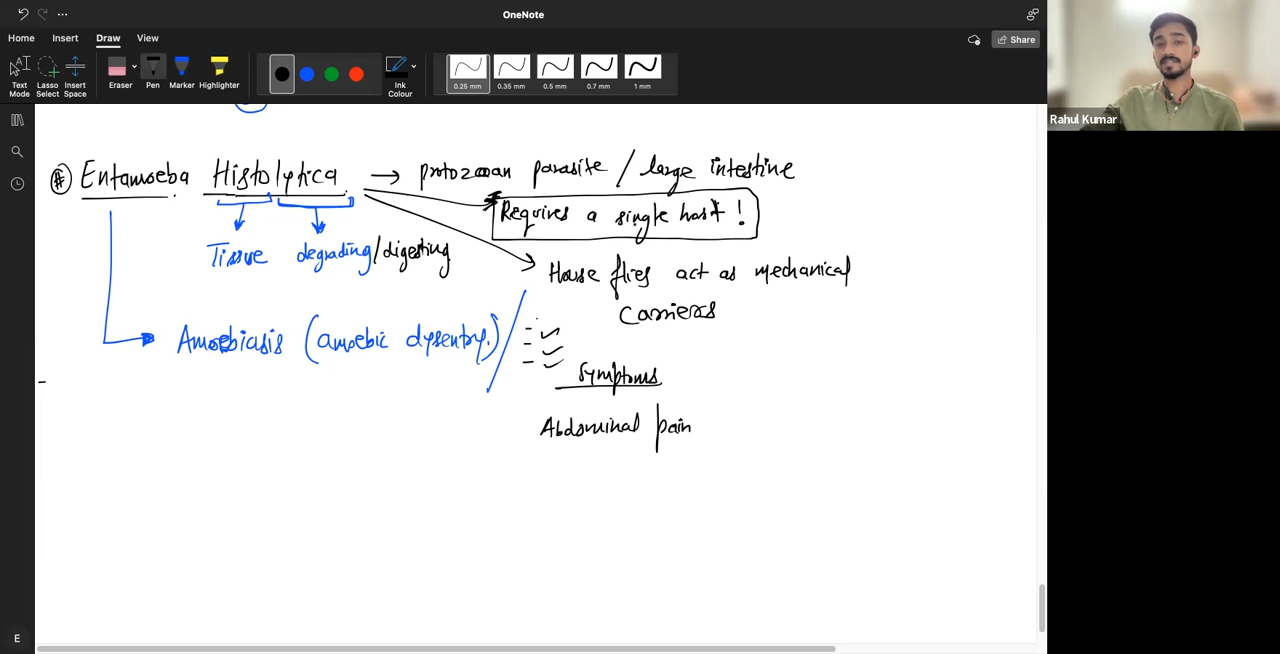 OneNote
Home Insert Draw View
Share
Text Mode
Lasso Select
Insert Space
Eraser
Pen
Marker
Highlighter
Ink Colour
0.25 mm
0.35 mm
0.5 mm
0.7 mm
1 mm
Rahul Kumar
Entamoeba Histolytica → protozoan parasite / large intestine
Requires a single host !
Tissue degrading/digesting
House flies act as mechanical
carriers
Amoebiasis (amoebic dysentry.)
Symptoms
Abdominal pain
E